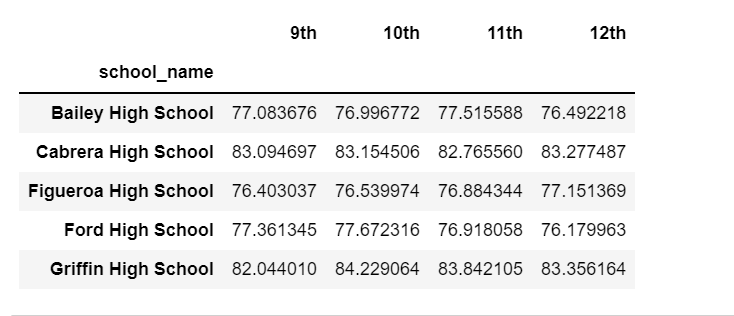 9th 10th 11th 12th
school_name
Bailey High School 77.083676 76.996772 77.515588 76.492218
Cabrera High School 83.094697 83.154506 82.765560 83.277487
Figueroa High School 76.403037 76.539974 76.884344 77.151369
Ford High School 77.361345 77.672316 76.918058 76.179963
Griffin High School 82.044010 84.229064 83.842105 83.356164